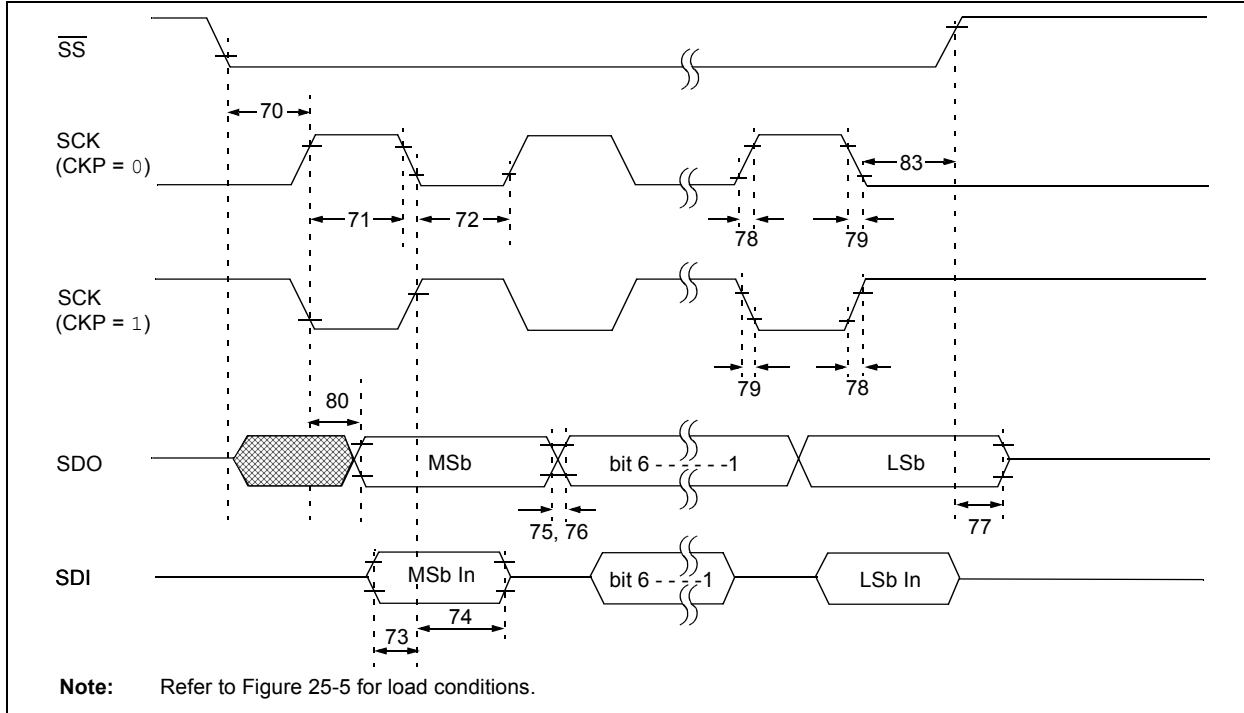 SS
70
SCK
(CKP = 0)
83
71
72
78
79
SCK
(CKP = 1)
79
78
80
SDO
MSb
bit 6 - - - - - -1
LSb
75, 76
77
SDI
MSb In
bit 6 - - - -1
LSb In
74
73
Note: Refer to Figure 25-5 for load conditions.